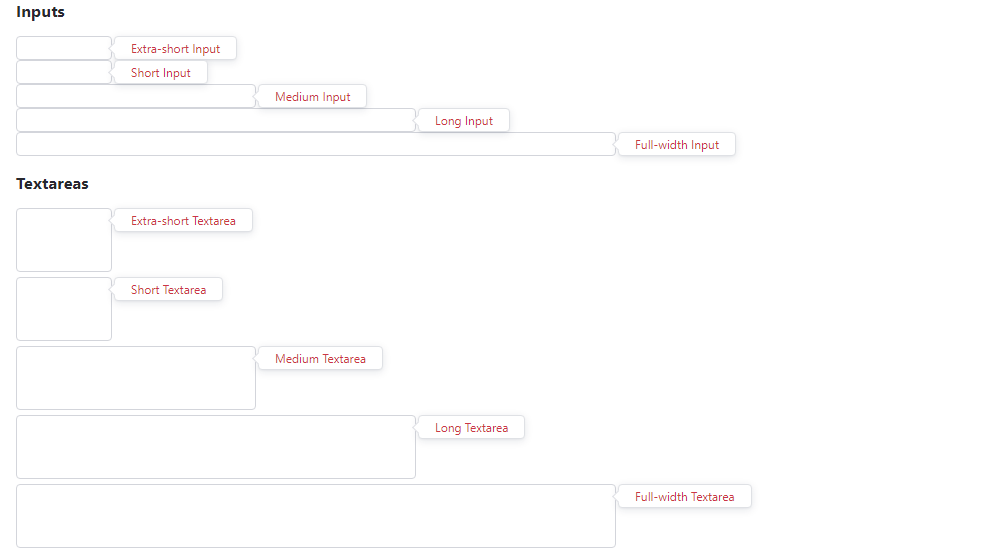 Inputs
Extra-short Input
Short Input
Medium Input
Long Input
Full-width Input
Textareas
Extra-short Textarea
Short Textarea
Medium Textarea
Long Textarea
Full-width Textarea